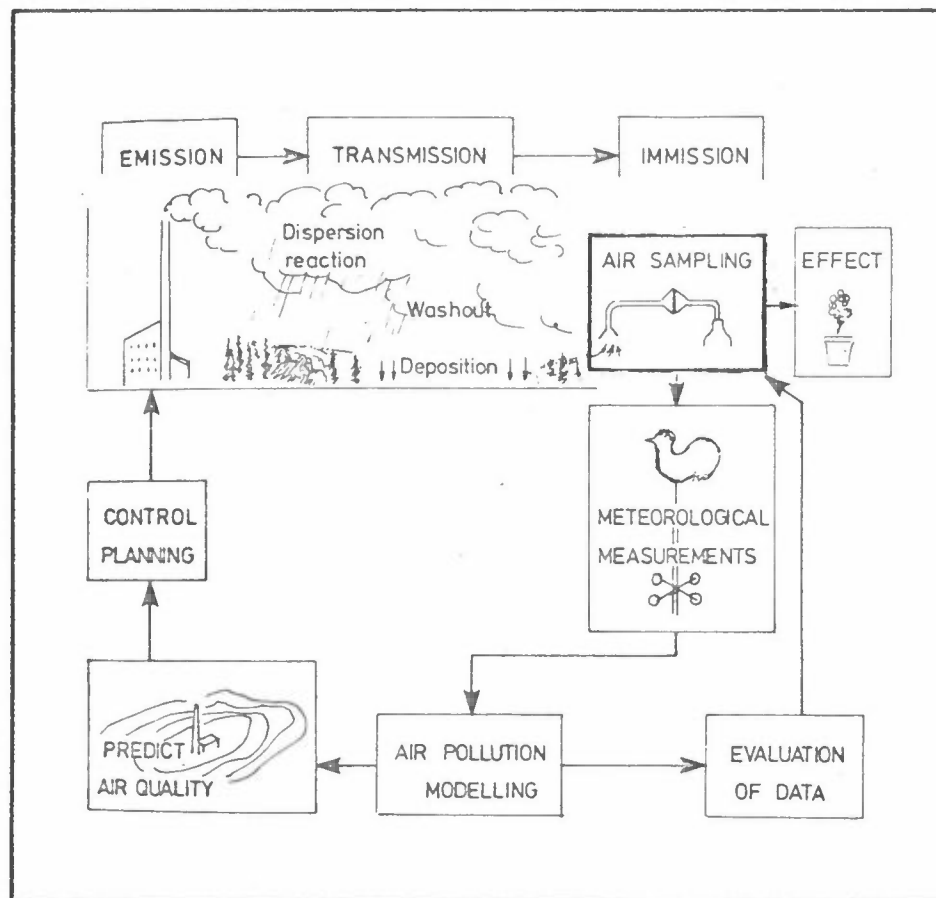 EMISSION
TRANSMISSION
IMMISSION
Dispersion
reaction
Washout
Deposition
AIR SAMPLING
EFFECT
METEOROLOGICAL
MEASUREMENTS
CONTROL
PLANNING
PREDICT
AIR QUALITY
AIR POLLUTION
MODELLING
EVALUATION
OF DATA